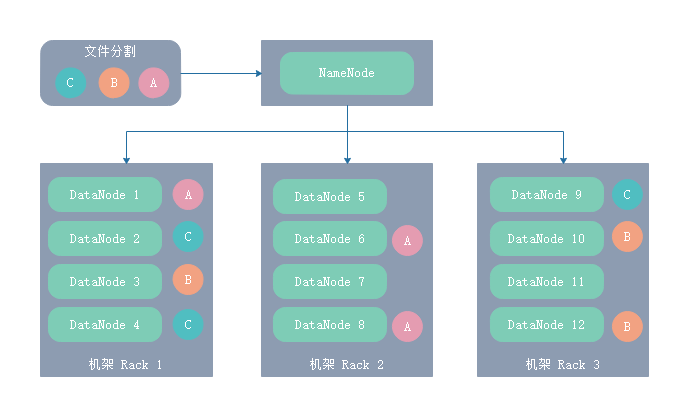 文件分割
C B A
NameNode
DataNode 1 A
DataNode 2 C
DataNode 3 B
DataNode 4 C
机架 Rack 1
DataNode 5
DataNode 6 A
DataNode 7
DataNode 8 A
机架 Rack 2
DataNode 9 C
DataNode 10 B
DataNode 11
DataNode 12 B
机架 Rack 3